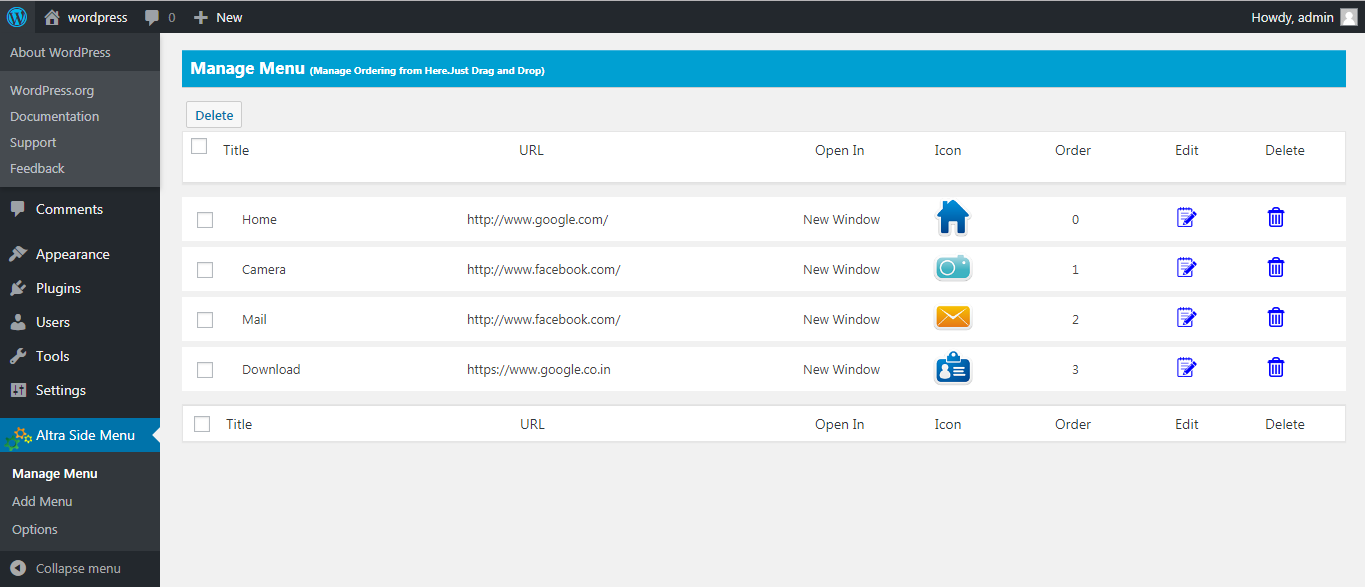 wordpress 0 New Howdy, admin
About WordPress
WordPress.org
Documentation
Support
Feedback
Comments
Appearance
Plugins
Users
Tools
Settings
Altra Side Menu
Manage Menu
Add Menu
Options
Collapse menu
Manage Menu (Manage Ordering from Here.Just Drag and Drop)
Delete
Title URL Open In Icon Order Edit Delete
Home http://www.google.com/ New Window 0
Camera http://www.facebook.com/ New Window 1
Mail http://www.facebook.com/ New Window 2
Download https://www.google.co.in New Window 3
Title URL Open In Icon Order Edit Delete